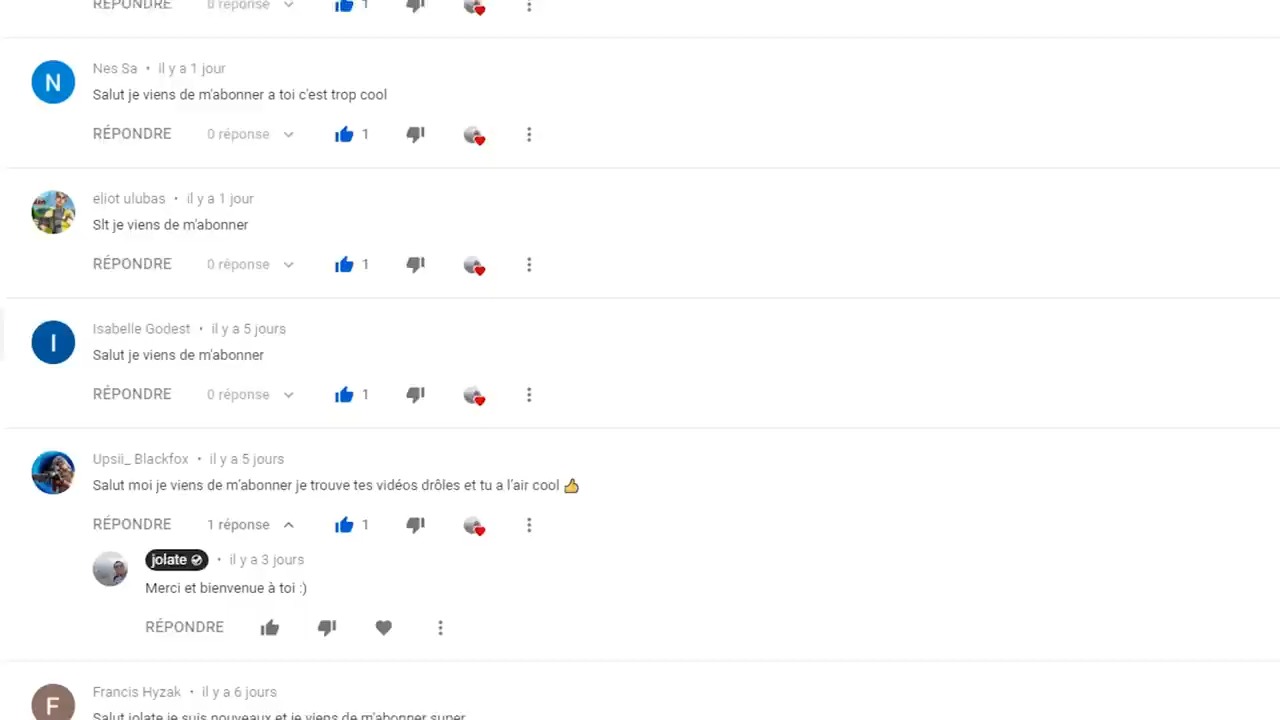 RÉPONDRE 0 réponse 1
Nes Sa • il y a 1 jour
N
Salut je viens de m'abonner a toi c'est trop cool
RÉPONDRE 0 réponse 1
eliot ulubas • il y a 1 jour
Slt je viens de m'abonner
RÉPONDRE 0 réponse 1
Isabelle Godest • il y a 5 jours
I
Salut je viens de m'abonner
RÉPONDRE 0 réponse 1
Upsii_ Blackfox • il y a 5 jours
Salut moi je viens de m'abonner je trouve tes vidéos drôles et tu a l'air cool 👍
RÉPONDRE 1 réponse 1
jolate • il y a 3 jours
Merci et bienvenue à toi :)
RÉPONDRE
Francis Hyzak • il y a 6 jours
F
Salut jolate je suis nouveaux et je viens de m'abonner super